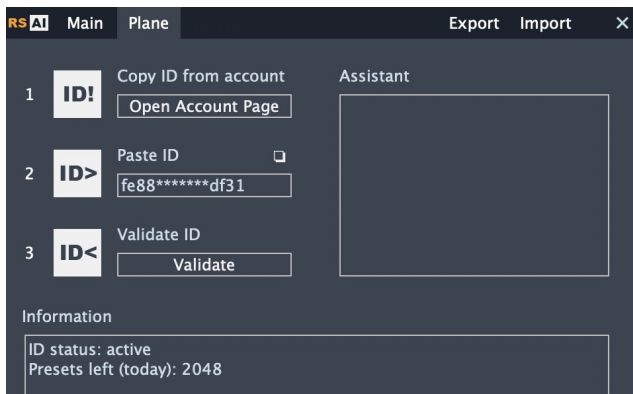 RS AI Main Plane Export Import ✕
Copy ID from account
Assistant
1 ID! Open Account Page
Paste ID
2 ID> fe88*******df31
Validate ID
3 ID< Validate
Information
ID status: active
Presets left (today): 2048